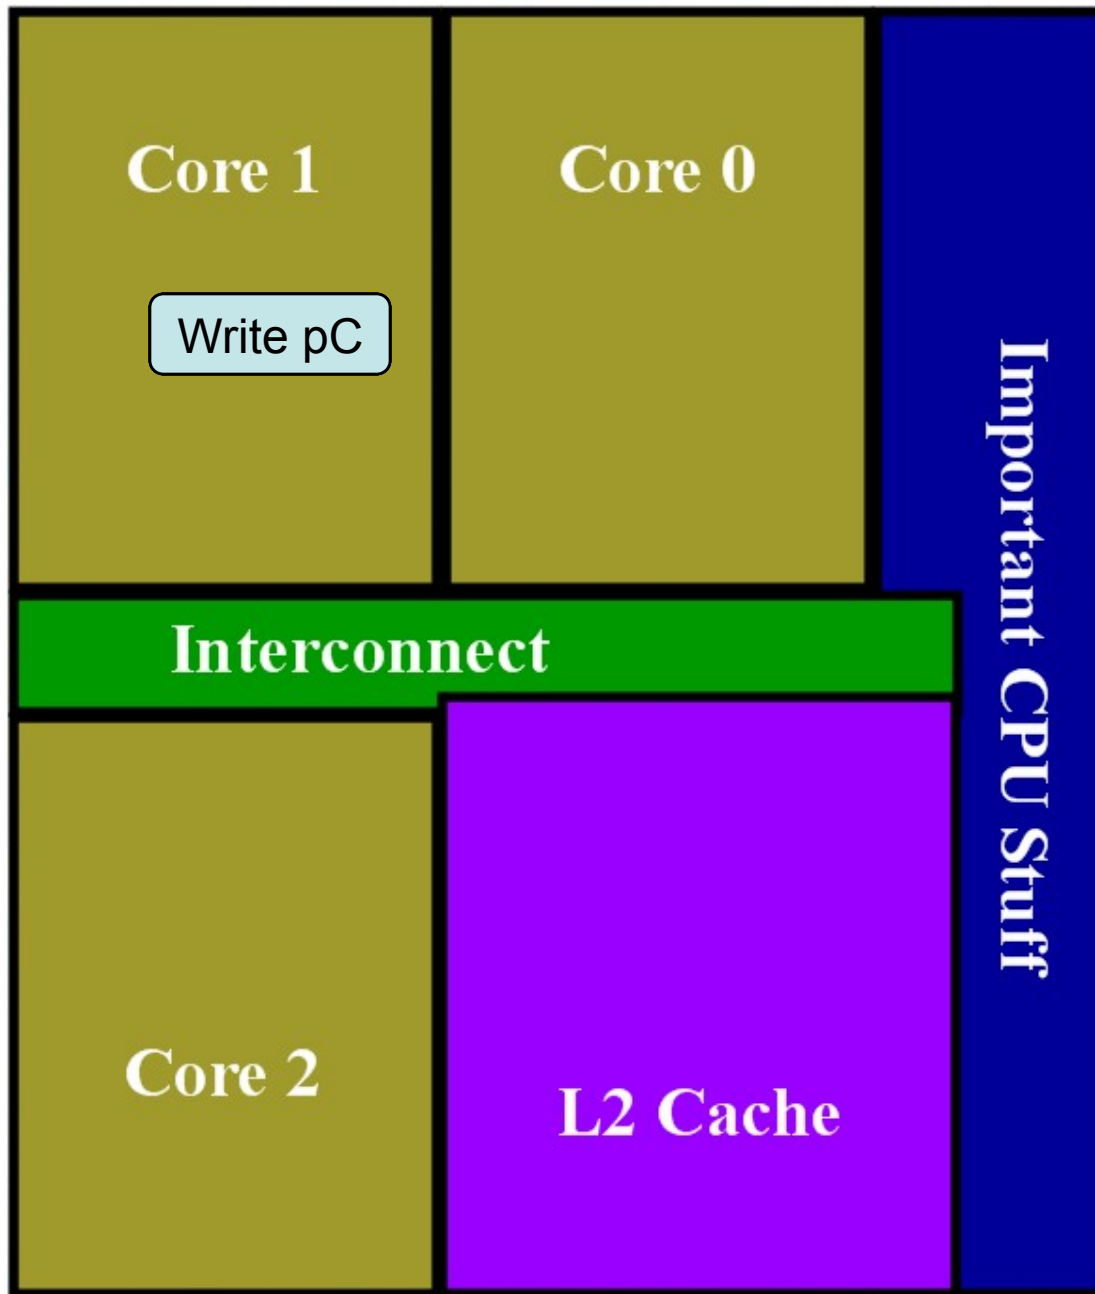 Core 1
Core 0
Write pC
Important CPU Stuff
Interconnect
Core 2
L2 Cache